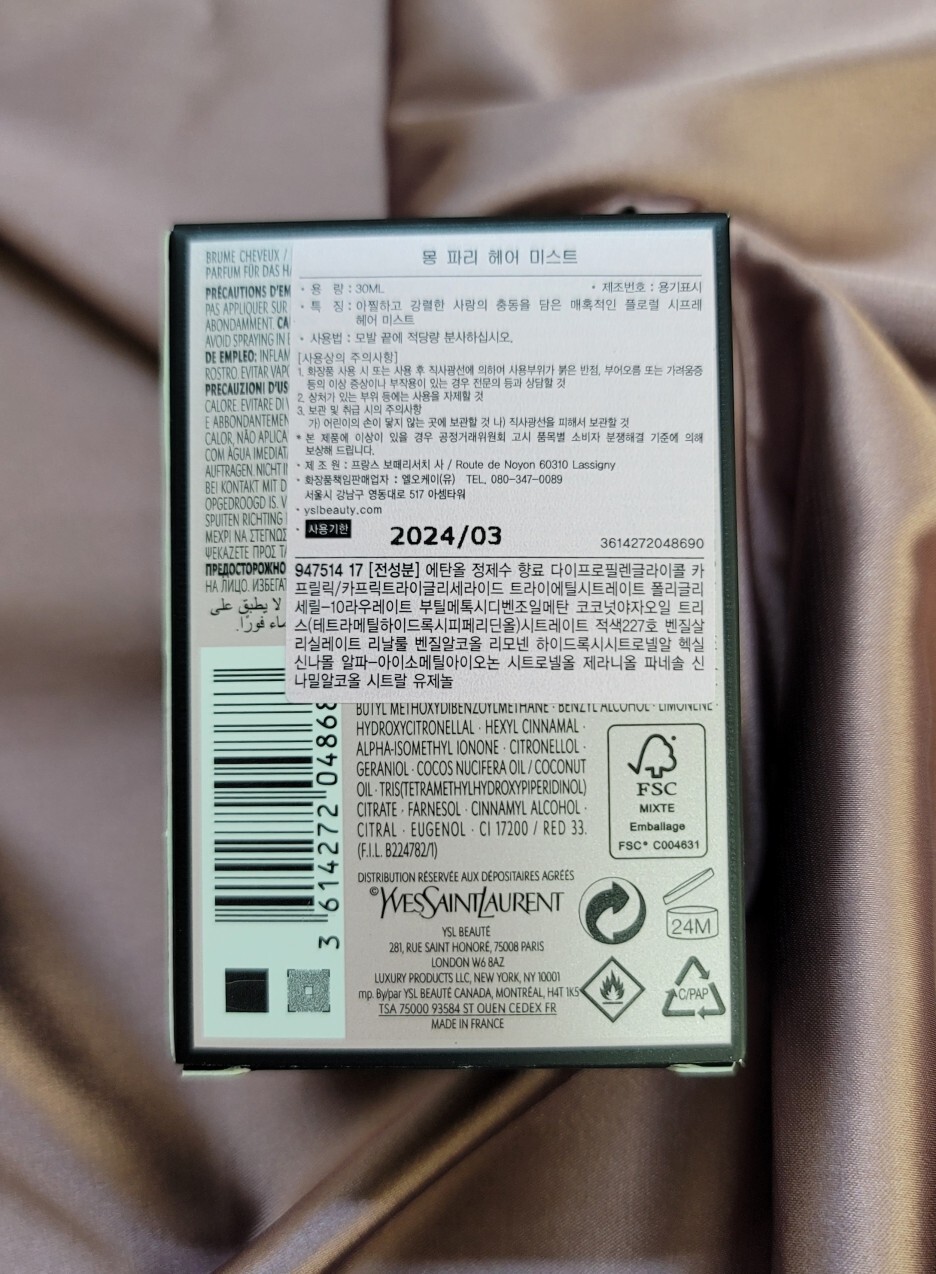 BRUME CHEVEUX /
PARFUM FÜR DAS
PRÉCAUTIONS
PAS APPLIQUER SUR
ABONDAMMENT.
AVOID SPRAYING IN
DE EMPLEO:
ROSTRO EVITAR
PRECAUZIONI
CALORE. EVITARE DI
E
CALOR, NÃO APLICA
COM ÁGUA
AUFTRAGEN. NICHT
BEI KONTAKT MIT
OPGEDROOGD IS.
SPUITEN RICHTING
ΜΕΧΡΙ ΝΑ
ΨΕΚΑΖΕΤΕ ΠΡΟΣ
ПРЕДОСТОРОЖНО
НА ЛИЦО.
لا يطبق على
ماء فورًا.
몽 파리 헤어 미스트
• 용 량 : 30ML • 제조번호 : 용기표시
• 특 징 : 아찔하고 강렬한 사랑의 충동을 담은 매혹적인 플로럴 시프레
헤어 미스트
• 사용법 : 모발 끝에 적당량 분사하십시오.
[사용상의 주의사항]
1. 화장품 사용 시 또는 사용 후 직사광선에 의하여 사용부위가 붉은 반점, 부어오름 또는 가려움증
등의 이상 증상이나 부작용이 있는 경우 전문의 등과 상담할 것
2. 상처가 있는 부위 등에는 사용을 자제할 것
3. 보관 및 취급 시의 주의사항
가) 어린이의 손이 닿지 않는 곳에 보관할 것 나) 직사광선을 피해서 보관할 것
* 본 제품에 이상이 있을 경우 공정거래위원회 고시 품목별 소비자 분쟁해결 기준에 의해
보상해 드립니다.
• 제 조 원 : 프랑스 보떼리서치 사 / Route de Noyon 60310 Lassigny
• 화장품책임판매업자 : 엘오케이(유) TEL, 080-347-0089
서울시 강남구 영동대로 517 아셈타워
• yslbeauty.com
• 사용기한 2024/03 3614272048690
947514 17 [전성분] 에탄올 정제수 향료 다이프로필렌글라이콜 카
프릴릭/카프릭트라이글리세라이드 트라이에틸시트레이트 폴리글리
세릴-10라우레이트 부틸메톡시디벤조일메탄 코코넛야자오일 트리
스(테트라메틸하이드록시피페리딘올)시트레이트 적색227호 벤질살
리실레이트 리날룰 벤질알코올 리모넨 하이드록시시트로넬알 헥실
신나몰 알파-아이소메틸아이오논 시트로넬올 제라니올 파네솔 신
나밀알코올 시트랄 유제놀
BUTYL METHOXYDIBENZOYLMETHANE · BENZYL ALCOHOL · LIMONENE ·
HYDROXYCITRONELLAL · HEXYL CINNAMAL ·
ALPHA-ISOMETHYL IONONE · CITRONELLOL ·
GERANIOL · COCOS NUCIFERA OIL / COCONUT
OIL · TRIS(TETRAMETHYLHYDROXYPIPERIDINOL)
CITRATE · FARNESOL · CINNAMYL ALCOHOL ·
CITRAL · EUGENOL · CI 17200 / RED 33.
(F.I.L. B224782/1)
FSC
MIXTE
Emballage
FSC® C004631
DISTRIBUTION RÉSERVÉE AUX DÉPOSITAIRES AGRÉÉS
©YVESSAINTLAURENT
YSL BEAUTÉ
281, RUE SAINT HONORÉ, 75008 PARIS
LONDON W6 8AZ
LUXURY PRODUCTS LLC, NEW YORK, NY 10001
mp. By/par YSL BEAUTÉ CANADA, MONTRÉAL, H4T 1K5
TSA 75000 93584 ST OUEN CEDEX FR
MADE IN FRANCE
24M
C/PAP
3 614272 04868